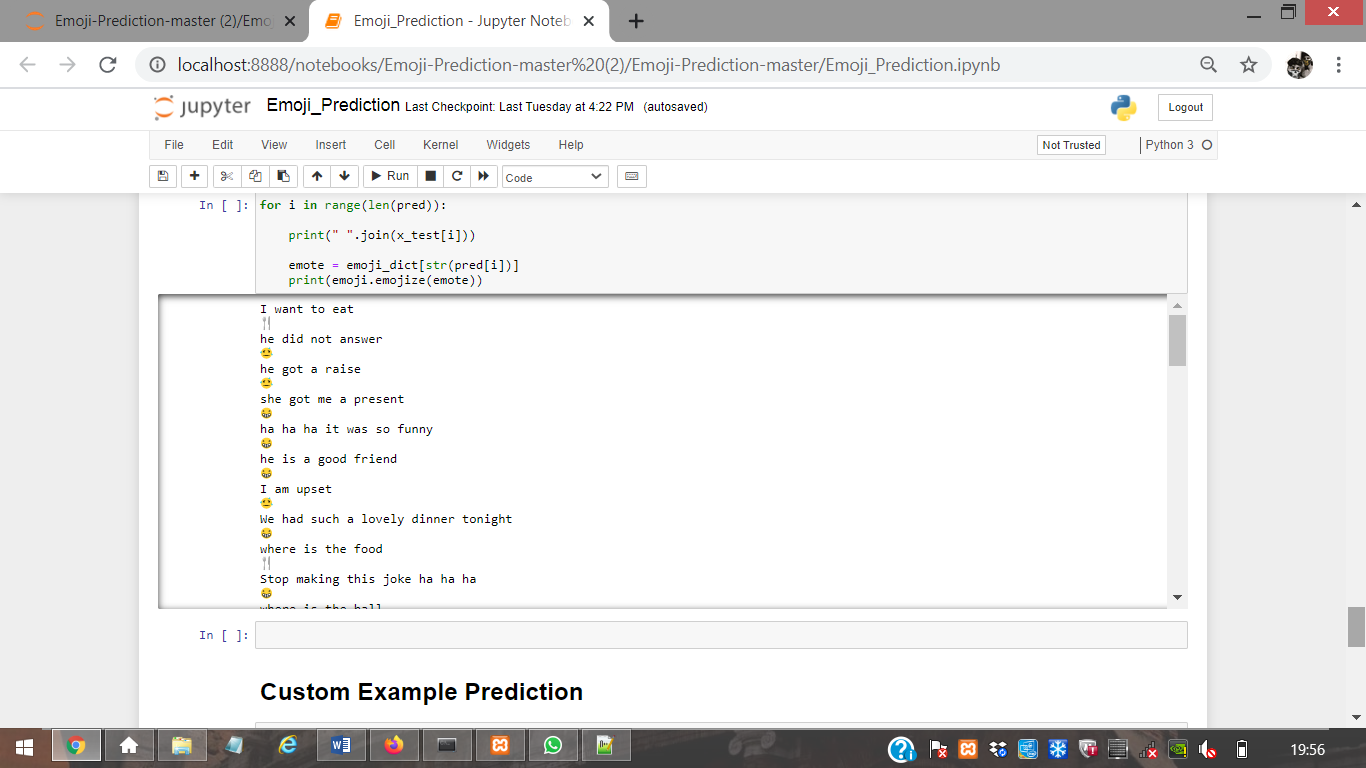 Emoji-Prediction-master (2)/Emo
Emoji_Prediction - Jupyter Noteb
localhost:8888/notebooks/Emoji-Prediction-master%20(2)/Emoji-Prediction-master/Emoji_Prediction.ipynb
jupyter Emoji_Prediction Last Checkpoint: Last Tuesday at 4:22 PM (autosaved)
Logout
File Edit View Insert Cell Kernel Widgets Help
Not Trusted
Python 3
Run
Code
In [ ]: for i in range(len(pred)):
print(" ".join(x_test[i]))
emote = emoji_dict[str(pred[i])]
print(emoji.emojize(emote))
I want to eat
🍴
he did not answer
😓
he got a raise
😓
she got me a present
😁
ha ha ha it was so funny
😁
he is a good friend
😁
I am upset
😓
We had such a lovely dinner tonight
😁
where is the food
🍴
Stop making this joke ha ha ha
😁
where is the ball
In [ ]:
Custom Example Prediction
19:56